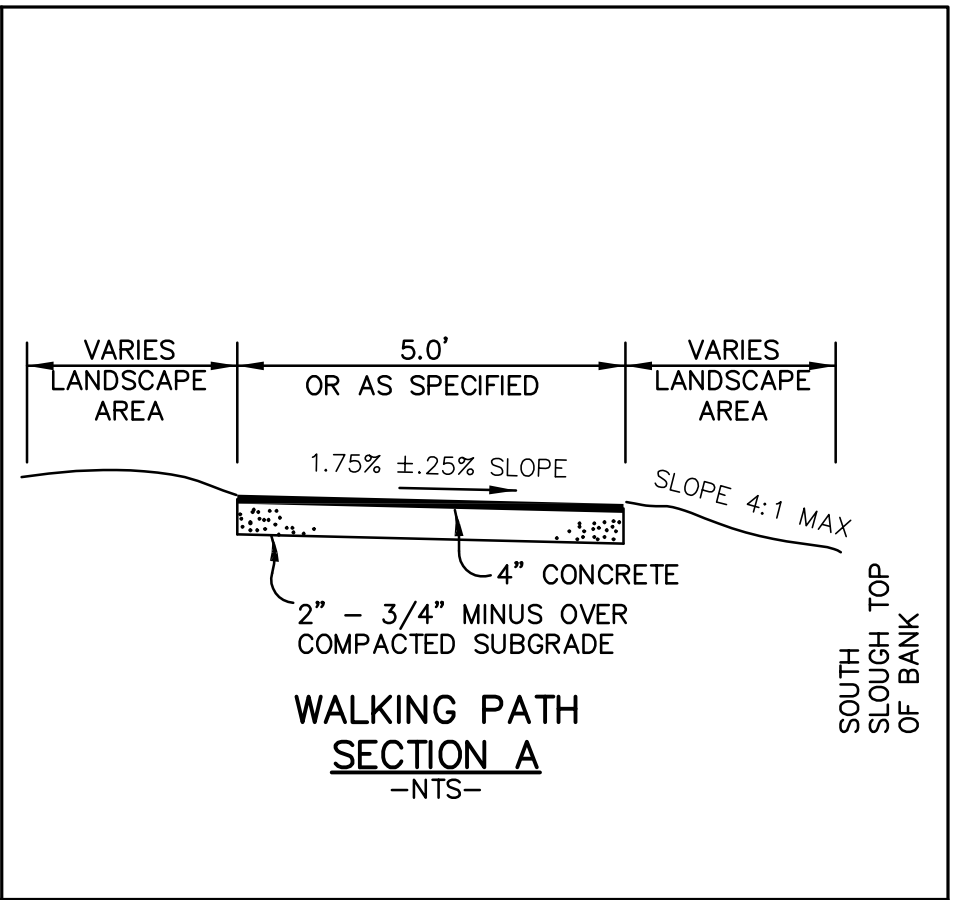 VARIES
LANDSCAPE
AREA
5.0'
OR AS SPECIFIED
VARIES
LANDSCAPE
AREA
1.75% ±.25% SLOPE
SLOPE 4:1 MAX
4" CONCRETE
2" – 3/4" MINUS OVER
COMPACTED SUBGRADE
SOUTH
SLOUGH TOP
OF BANK
WALKING PATH
SECTION A
–NTS–